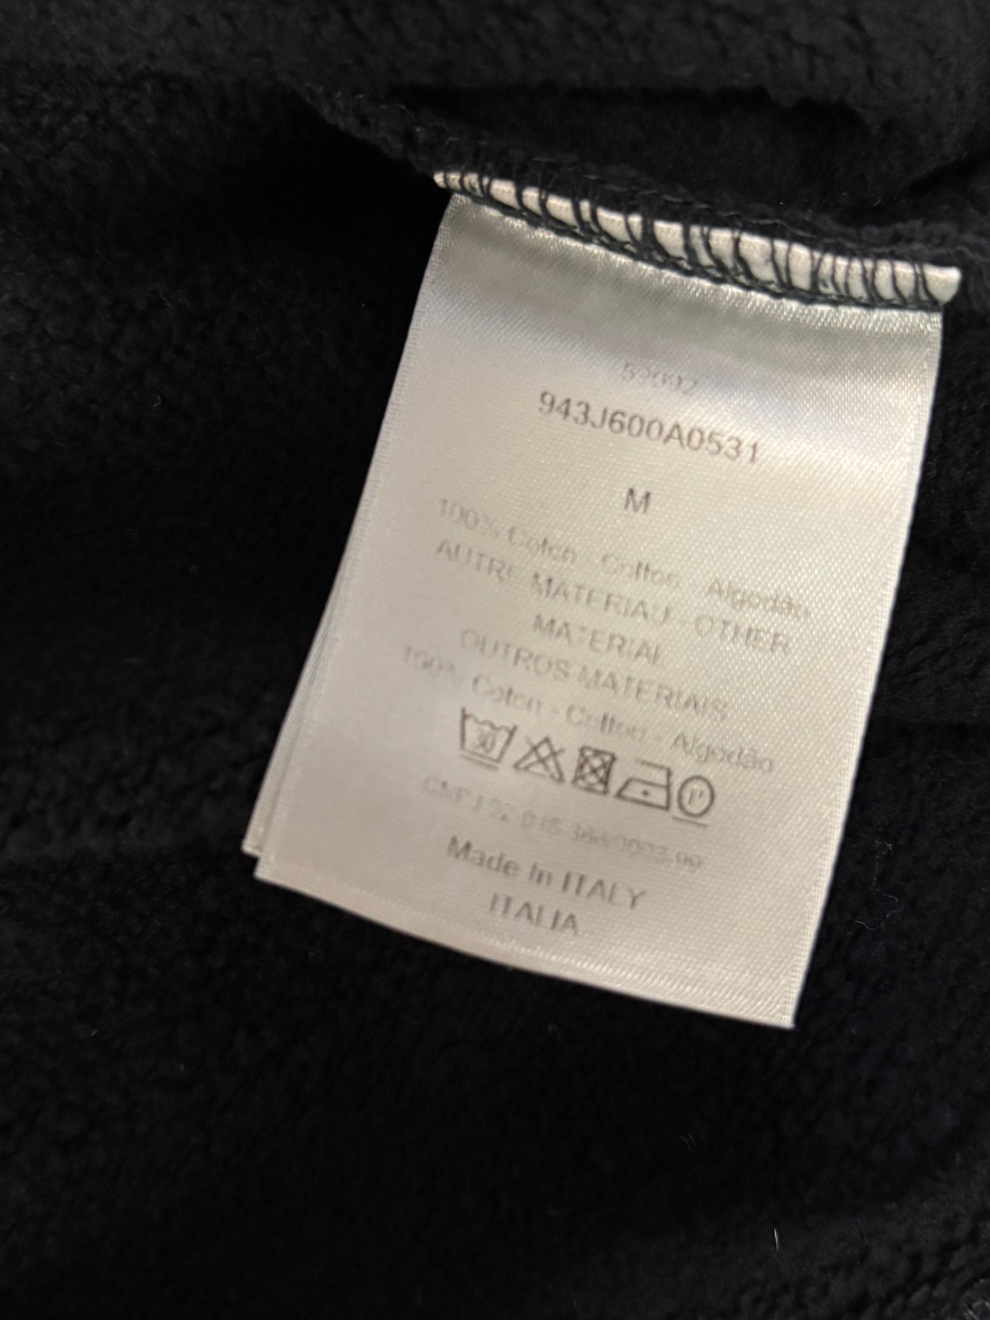 943J600A0531
M
100% Coton - Cotton - Algodão
AUTRE MATERIAU - OTHER
MATERIAL
OUTROS MATERIAIS
100% Coton - Cotton - Algodão
30
P
Made in ITALY
ITALIA